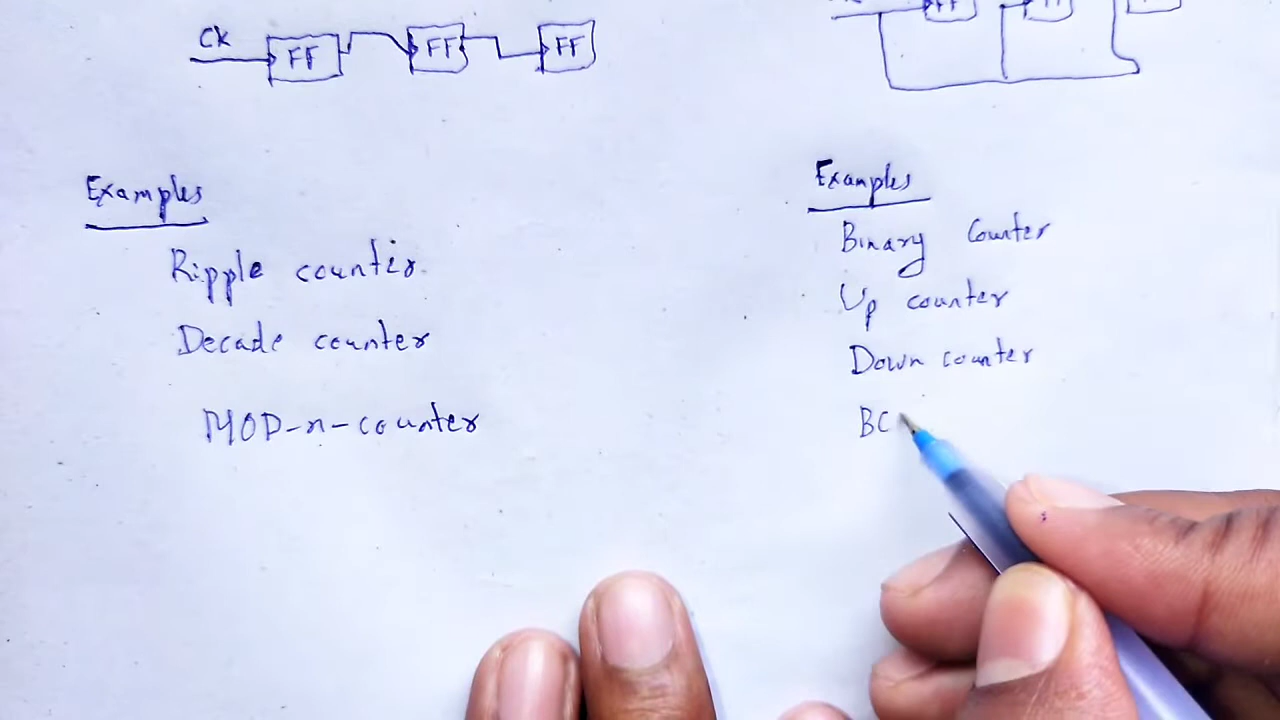 CK FF FF FF
Examples
Ripple counter
Decade counter
MOD-n-counter
Examples
Binary Counter
Up counter
Down counter
BC